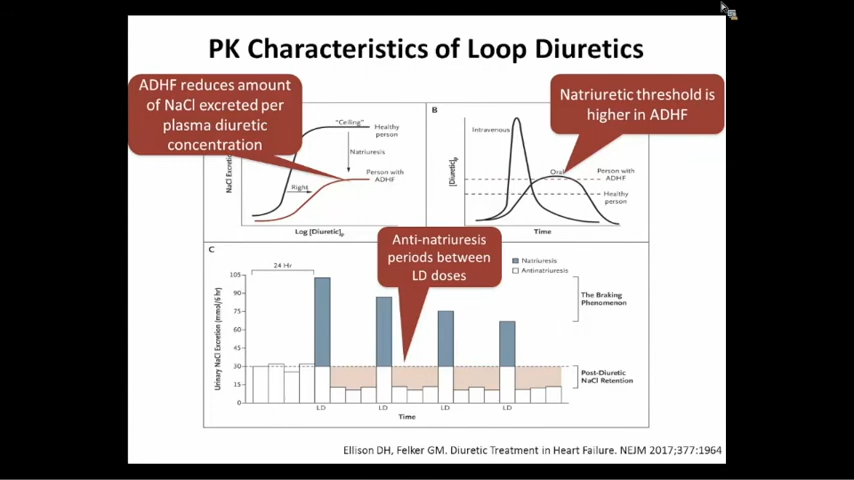 PK Characteristics of Loop Diuretics
ADHF reduces amount
of NaCl excreted per
plasma diuretic
concentration
Natriuretic threshold is
higher in ADHF
"Ceiling"
Healthy
person
Natriuresis
Person with
ADHF
Right
NaCl Excre
Log [Diuretic]p
B
Intravenous
Oral
Person with
ADHF
Healthy
person
[Diuretic]p
Time
Anti-natriuresis
periods between
LD doses
C
24 Hr
Natriuresis
Antinatriuresis
105
90
75
60
45
30
15
0
Urinary NaCl Excretion (mmol/6 hr)
The Braking
Phenomenon
Post-Diuretic
NaCl Retention
LD
LD
LD
LD
Time
Ellison DH, Felker GM. Diuretic Treatment in Heart Failure. NEJM 2017;377:1964